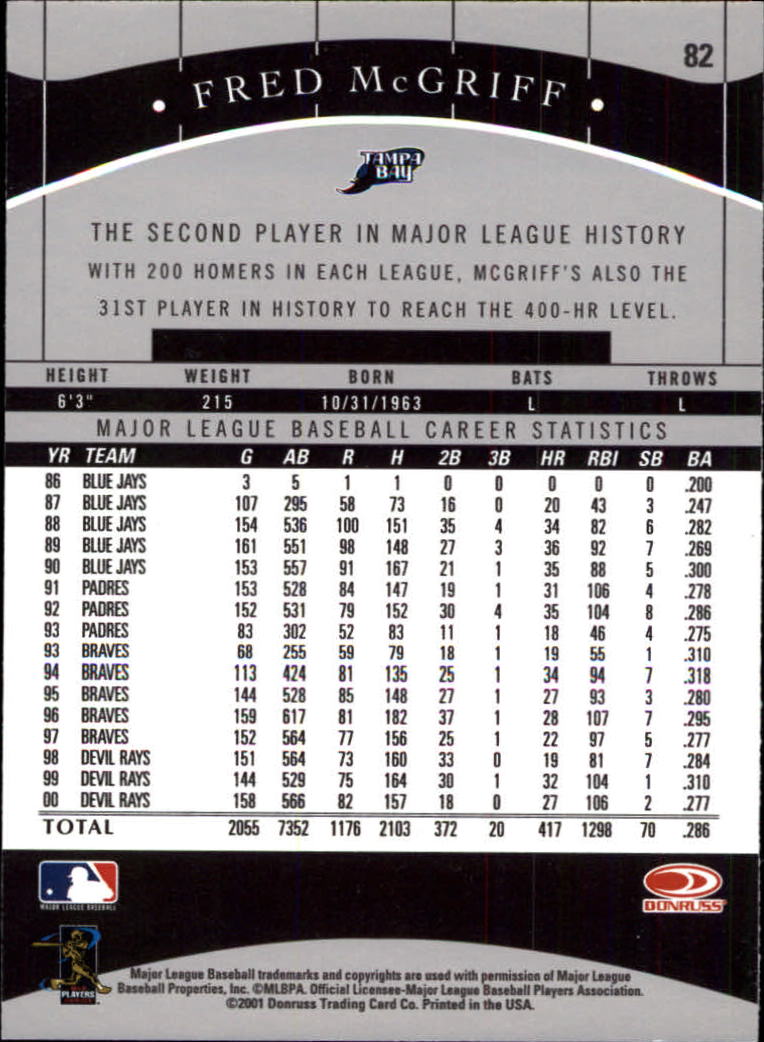 82
FRED McGRIFF
TAMPA
BAY
THE SECOND PLAYER IN MAJOR LEAGUE HISTORY
WITH 200 HOMERS IN EACH LEAGUE, MCGRIFF'S ALSO THE
31ST PLAYER IN HISTORY TO REACH THE 400-HR LEVEL.
HEIGHT WEIGHT BORN BATS THROWS
6'3" 215 10/31/1963 L L
MAJOR LEAGUE BASEBALL CAREER STATISTICS
YR TEAM G AB R H 2B 3B HR RBI SB BA
86 BLUE JAYS 3 5 1 1 0 0 0 0 0 .200
87 BLUE JAYS 107 295 58 73 16 0 20 43 3 .247
88 BLUE JAYS 154 536 100 151 35 4 34 82 6 .282
89 BLUE JAYS 161 551 98 148 27 3 36 92 7 .269
90 BLUE JAYS 153 557 91 167 21 1 35 88 5 .300
91 PADRES 153 528 84 147 19 1 31 106 4 .278
92 PADRES 152 531 79 152 30 4 35 104 8 .286
93 PADRES 83 302 52 83 11 1 18 46 4 .275
93 BRAVES 68 255 59 79 18 1 19 55 1 .310
94 BRAVES 113 424 81 135 25 1 34 94 7 .318
95 BRAVES 144 528 85 148 27 1 27 93 3 .280
96 BRAVES 159 617 81 182 37 1 28 107 7 .295
97 BRAVES 152 564 77 156 25 1 22 97 5 .277
98 DEVIL RAYS 151 564 73 160 33 0 19 81 7 .284
99 DEVIL RAYS 144 529 75 164 30 1 32 104 1 .310
00 DEVIL RAYS 158 566 82 157 18 0 27 106 2 .277
TOTAL 2055 7352 1176 2103 372 20 417 1298 70 .286
MAJOR LEAGUE BASEBALL
DONRUSS
PLAYERS
Major League Baseball trademarks and copyrights are used with permission of Major League
Baseball Properties, Inc. ©MLBPA. Official Licensee-Major League Baseball Players Association.
©2001 Donruss Trading Card Co. Printed in the USA.